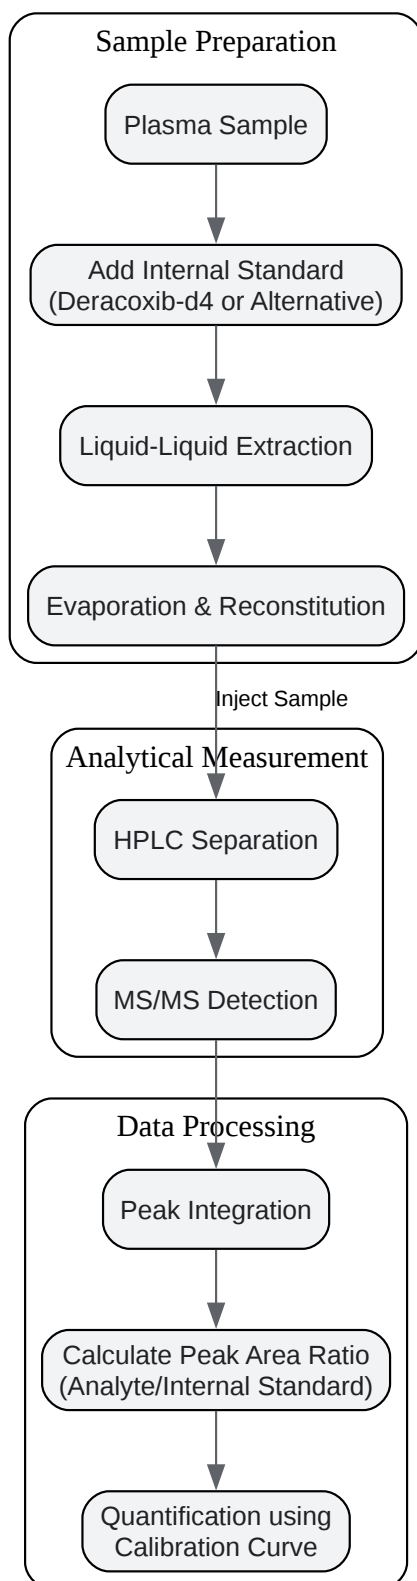 Sample Preparation
Plasma Sample
Add Internal Standard
(Deracoxib-d4 or Alternative)
Liquid-Liquid Extraction
Evaporation & Reconstitution
Inject Sample
Analytical Measurement
HPLC Separation
MS/MS Detection
Data Processing
Peak Integration
Calculate Peak Area Ratio
(Analyte/Internal Standard)
Quantification using
Calibration Curve